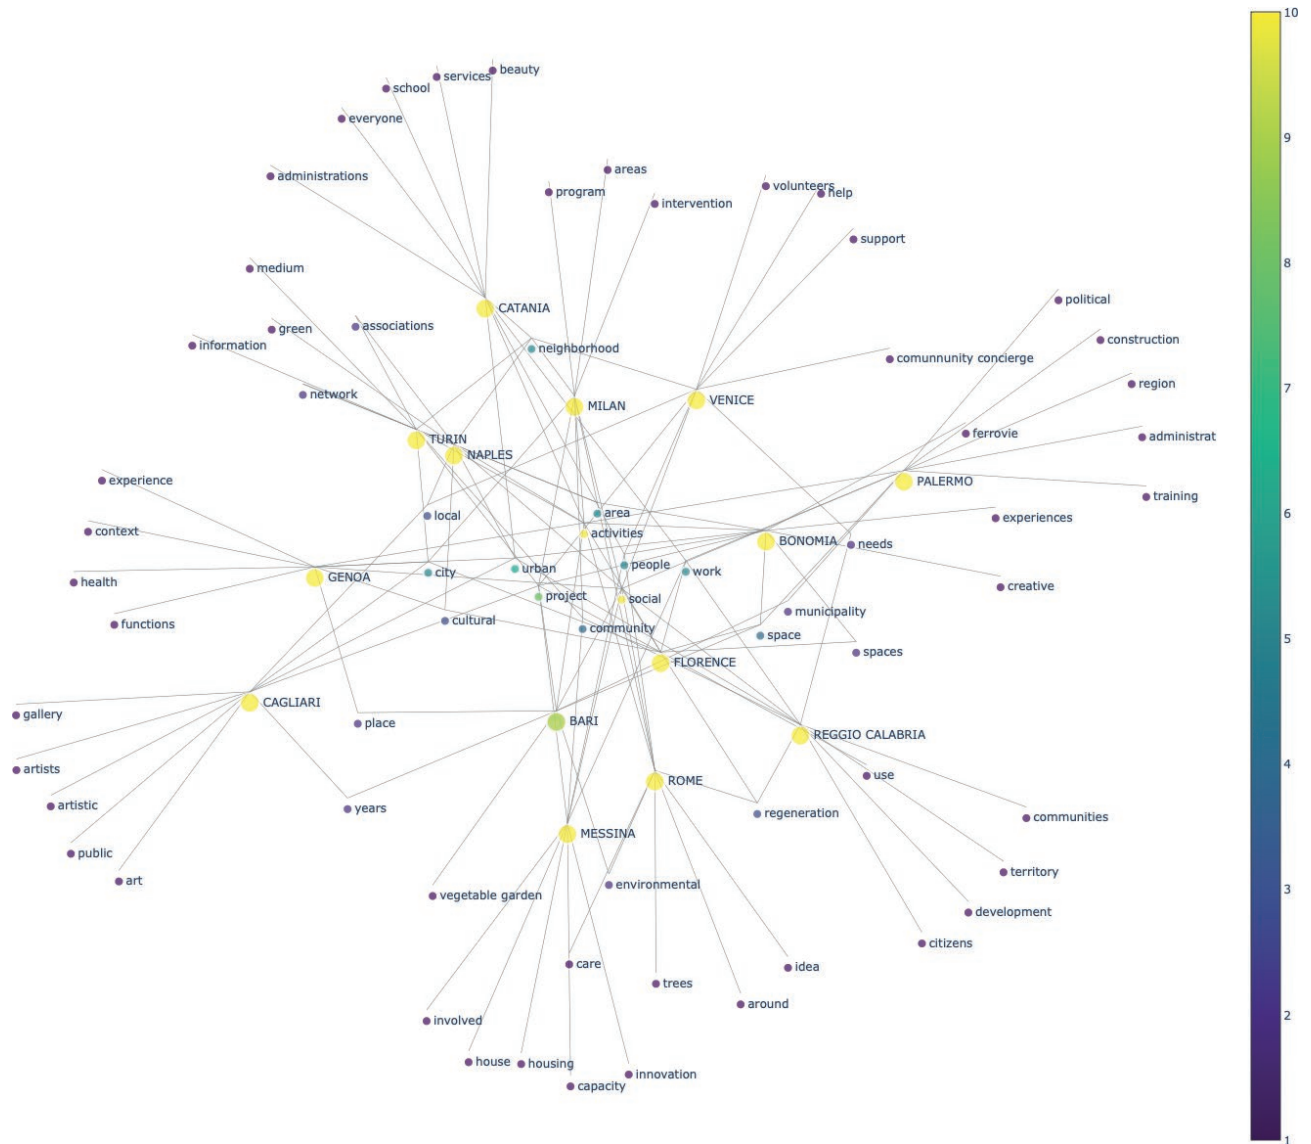 10
beauty
services
school
everyone
areas
9
administrations
program
volunteers
help
intervention
support
8
medium
political
CATANIA
associations
green
construction
information
neighborhood
comunnunity concierge
region
7
network
VENICE
MILAN
ferrovie
administrat
TURIN
NAPLES
experience
PALERMO
training
6
local
area
experiences
context
activities
BONOMIA
needs
people
urban
work
city
GENOA
health
creative
project
social
municipality
functions
cultural
community
space
5
spaces
FLORENCE
CAGLIARI
gallery
BARI
place
REGGIO CALABRIA
4
artists
use
ROME
artistic
years
regeneration
communities
MESSINA
public
territory
art
environmental
3
vegetable garden
development
citizens
care
idea
trees
around
2
involved
house
housing
innovation
capacity
1